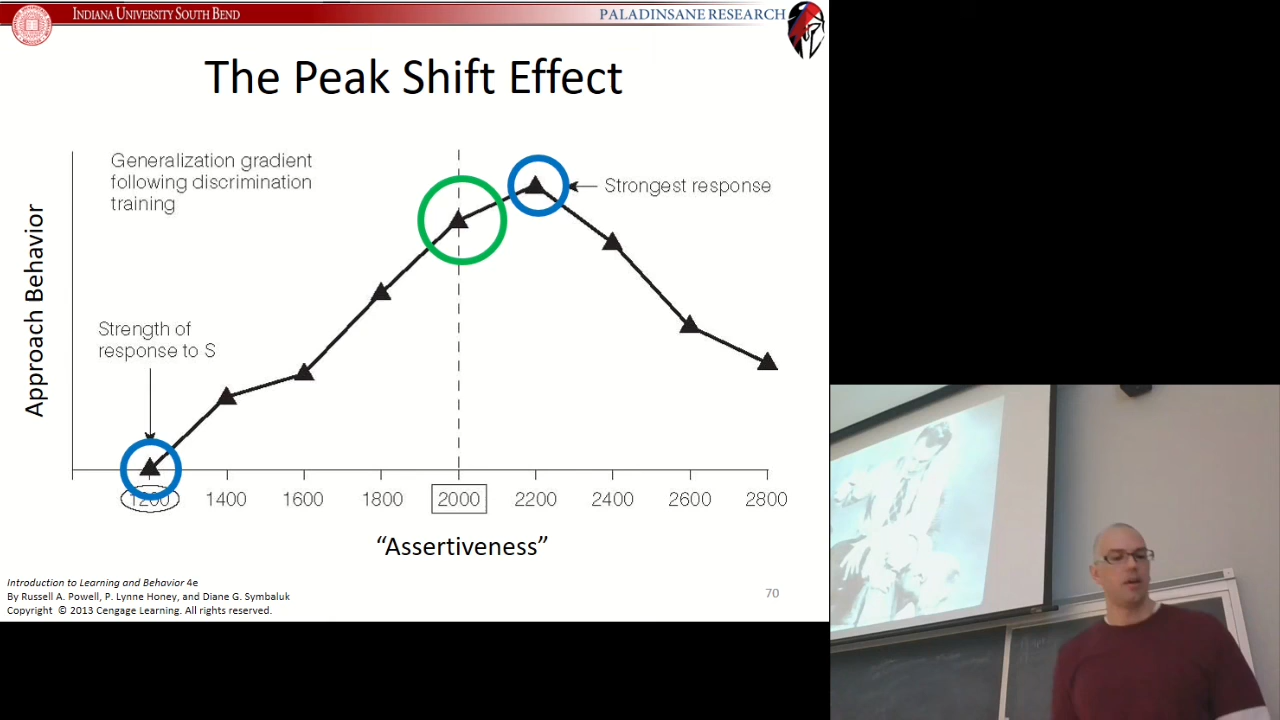 INDIANA UNIVERSITY SOUTH BEND
PALADINSANE RESEARCH
The Peak Shift Effect
Generalization gradient
following discrimination
training
Strongest response
Approach Behavior
Strength of
response to S
1200 1400 1600 1800 2000 2200 2400 2600 2800
“Assertiveness”
Introduction to Learning and Behavior 4e
By Russell A. Powell, P. Lynne Honey, and Diane G. Symbaluk
Copyright © 2013 Cengage Learning. All rights reserved.
70